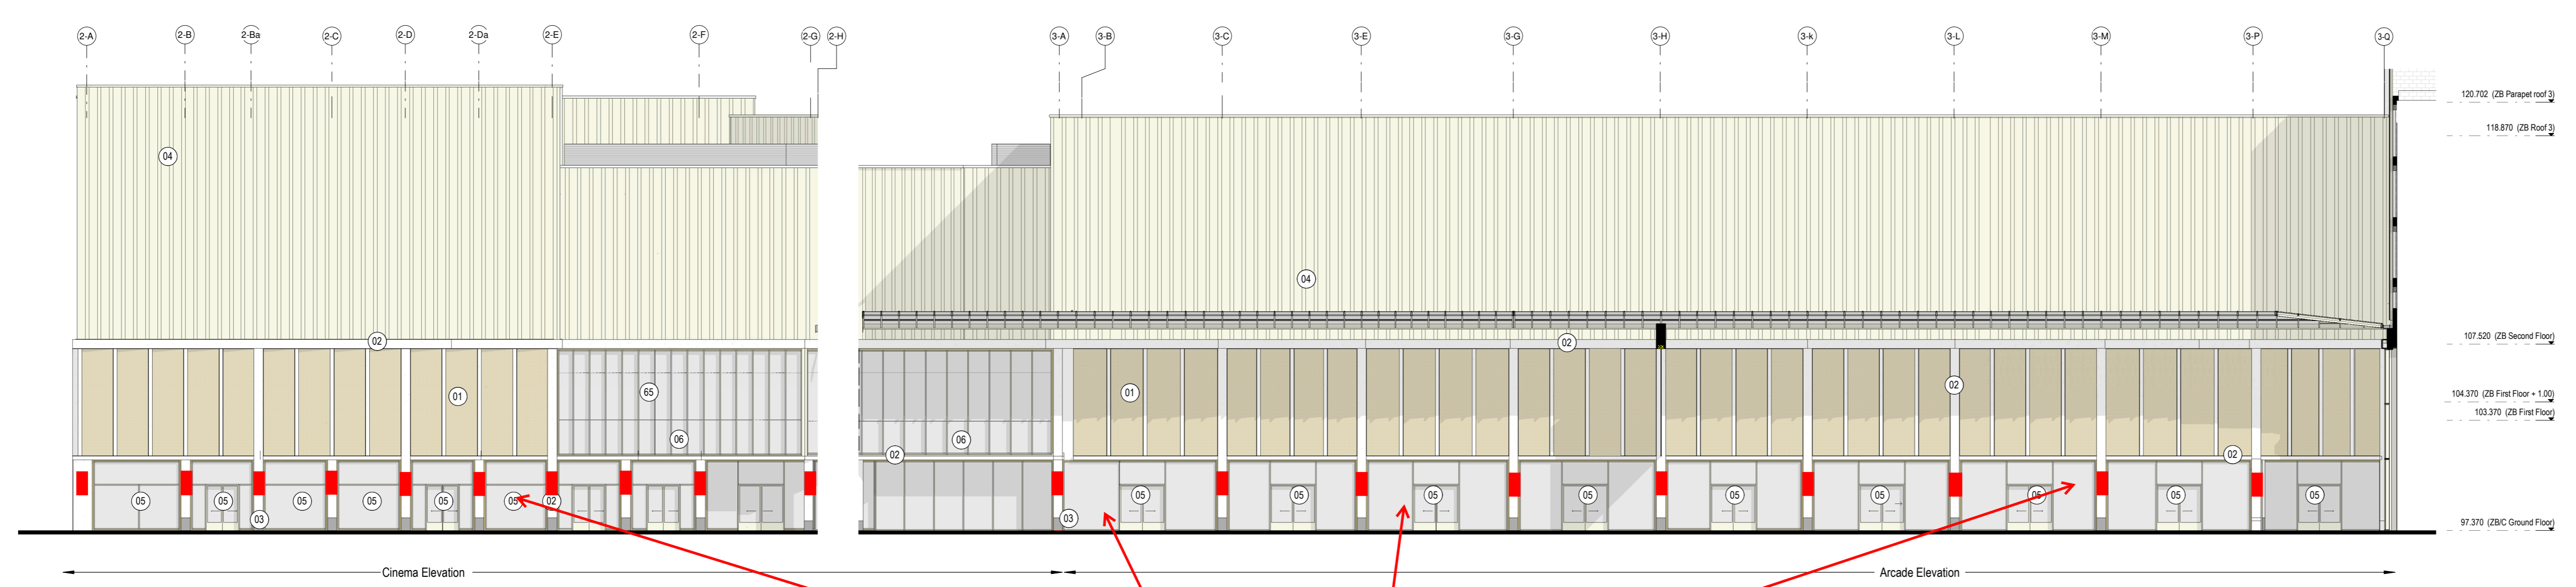 2-A 2-B 2-Ba 2-C 2-D 2-Da 2-E 2-F 2-G 2-H 3-A 3-B 3-C 3-E 3-G 3-H 3-k 3-L 3-M 3-P 3-Q
120.702 (ZB Parapet roof 3)
118.870 (ZB Roof 3)
04
04
107.520 (ZB Second Floor)
02 02
65 01 01 02
104.370 (ZB First Floor + 1.00)
103.370 (ZB First Floor)
06 06
02 02
05 05 05 05 05 05 02 05 05 05 05 05 05 05 05 05
03 03
97.370 (ZB/C Ground Floor)
Cinema Elevation Arcade Elevation